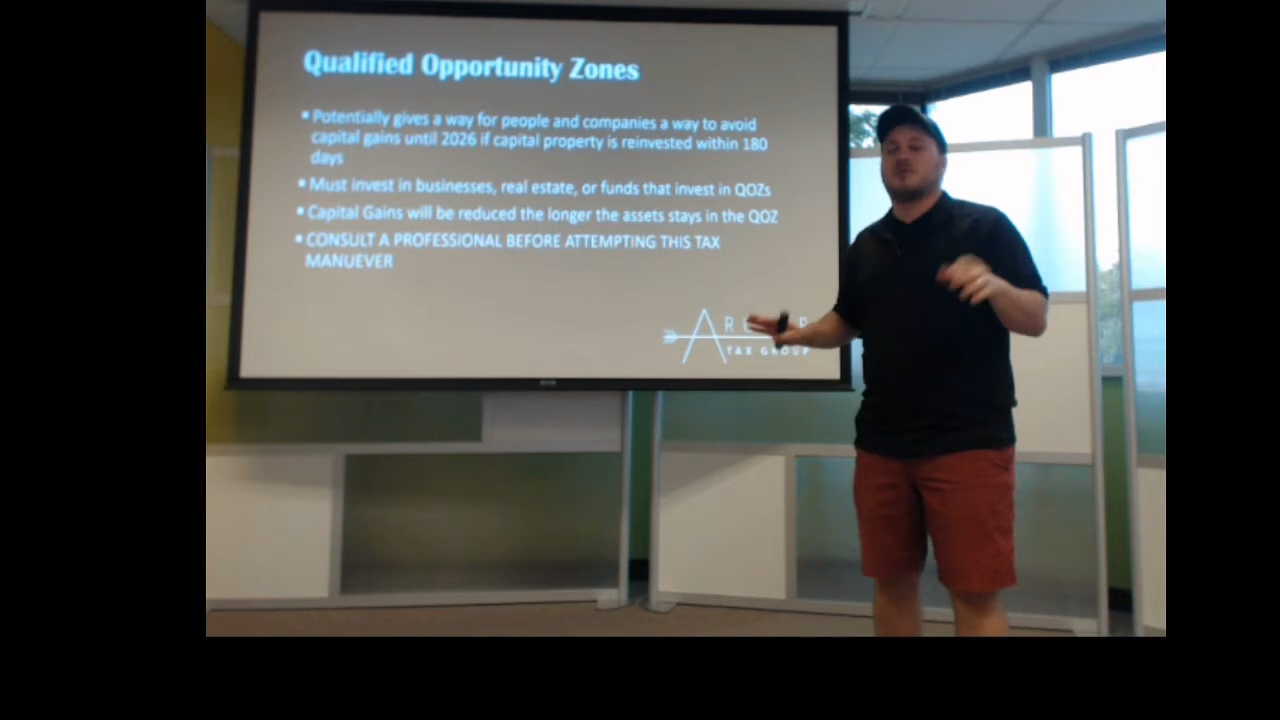 Qualified Opportunity Zones
▪ Potentially gives a way for people and companies a way to avoid
capital gains until 2026 if capital property is reinvested within 180
days
▪ Must invest in businesses, real estate, or funds that invest in QOZs
▪ Capital Gains will be reduced the longer the assets stays in the QOZ
▪ CONSULT A PROFESSIONAL BEFORE ATTEMPTING THIS TAX
MANUEVER
TAX GROUP